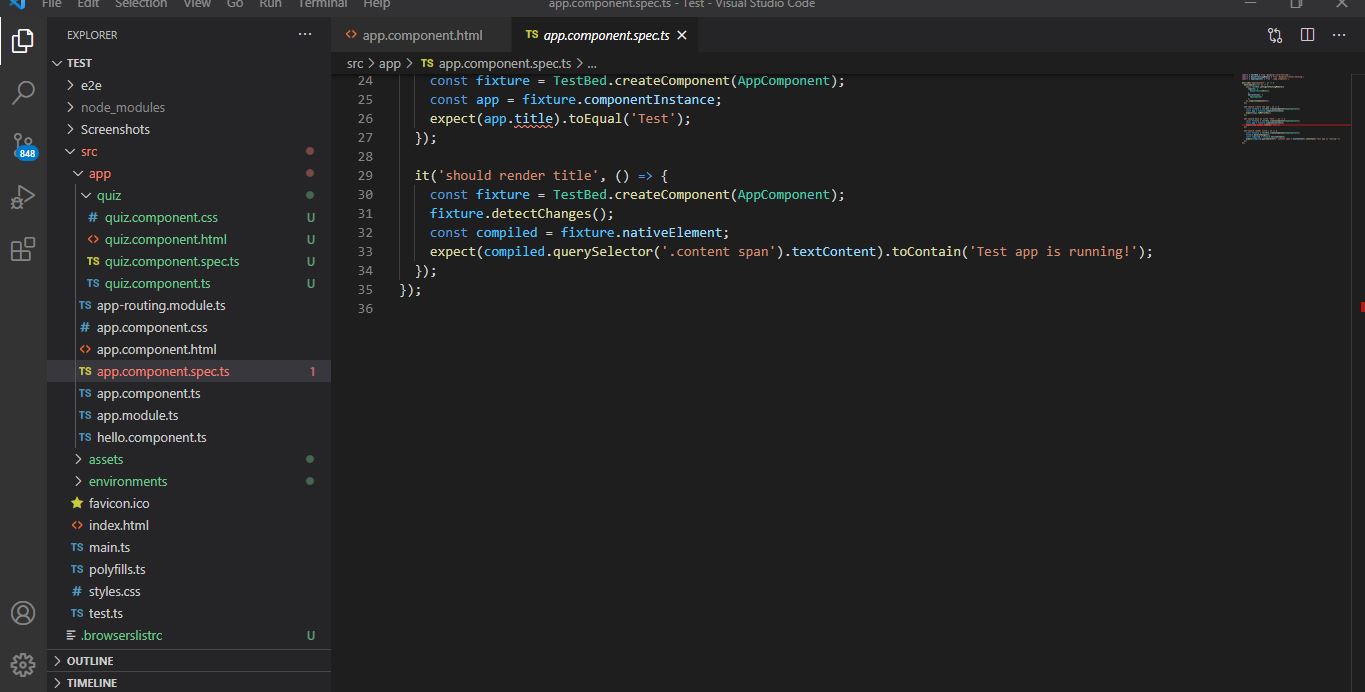 File Edit Selection View Go Run Terminal Help
app.component.spec.ts - Test - Visual Studio Code
EXPLORER
TEST
e2e
node_modules
Screenshots
src
app
quiz
# quiz.component.css U
<> quiz.component.html U
TS quiz.component.spec.ts U
TS quiz.component.ts U
TS app-routing.module.ts
# app.component.css
<> app.component.html
TS app.component.spec.ts 1
TS app.component.ts
TS app.module.ts
TS hello.component.ts
assets
environments
favicon.ico
<> index.html
TS main.ts
TS polyfills.ts
# styles.css
TS test.ts
.browserslistrc U
OUTLINE
TIMELINE
848
<> app.component.html
TS app.component.spec.ts
src > app > TS app.component.spec.ts > ...
24 const fixture = TestBed.createComponent(AppComponent);
25 const app = fixture.componentInstance;
26 expect(app.title).toEqual('Test');
27 });
28
29 it('should render title', () => {
30 const fixture = TestBed.createComponent(AppComponent);
31 fixture.detectChanges();
32 const compiled = fixture.nativeElement;
33 expect(compiled.querySelector('.content span').textContent).toContain('Test app is running!');
34 });
35 });
36